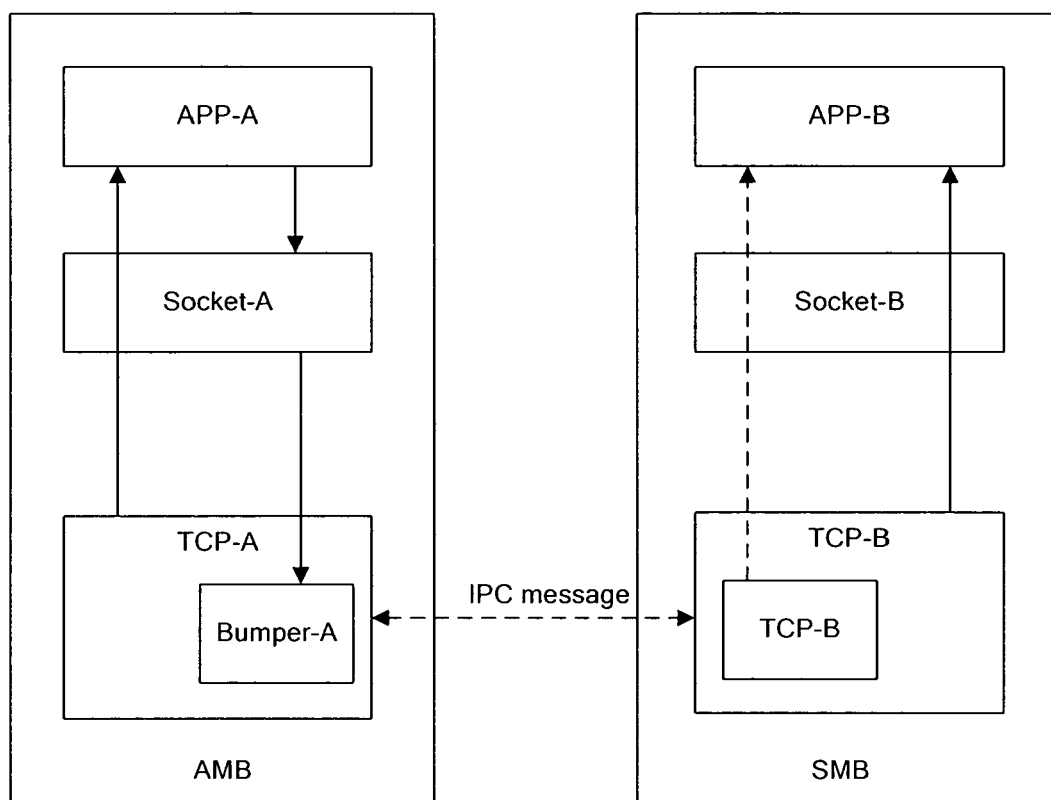 APP-A
APP-B
Socket-A
Socket-B
TCP-A
TCP-B
IPC message
Bumper-A
TCP-B
AMB
SMB